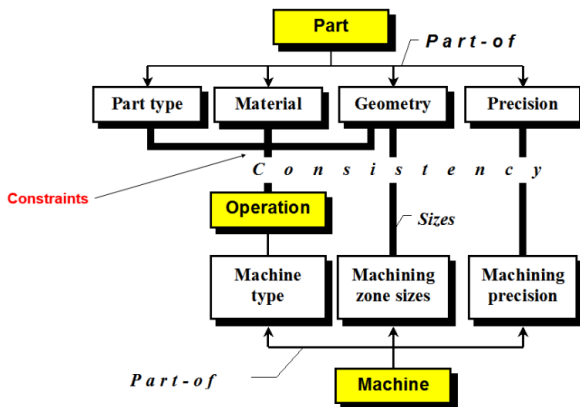 Part
Part-of
Part type
Material
Geometry
Precision
Consistency
Constraints
Operation
Sizes
Machine
type
Machining
zone sizes
Machining
precision
Part-of
Machine